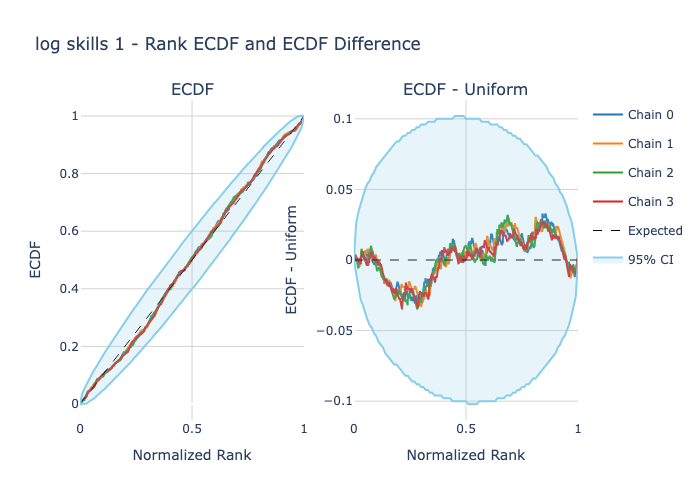 log skills 1 - Rank ECDF and ECDF Difference
ECDF
ECDF - Uniform
ECDF
1
0.8
0.6
0.4
0.2
0
0
0.5
1
Normalized Rank
ECDF - Uniform
0.1
0.05
0
−0.05
−0.1
0
0.5
1
Normalized Rank
Chain 0
Chain 1
Chain 2
Chain 3
Expected
95% CI